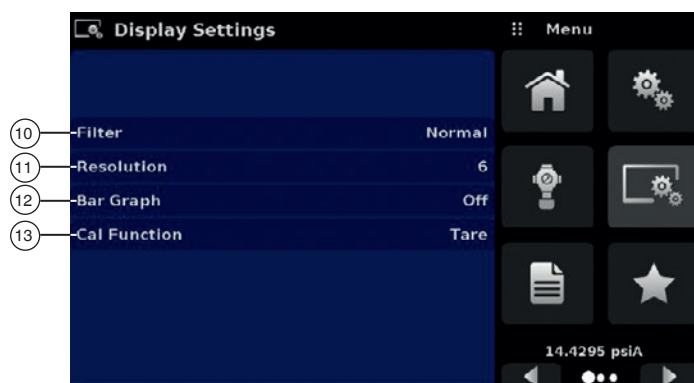 Display Settings
Menu
10 Filter Normal
11 Resolution 6
12 Bar Graph Off
13 Cal Function Tare
14.4295 psiA